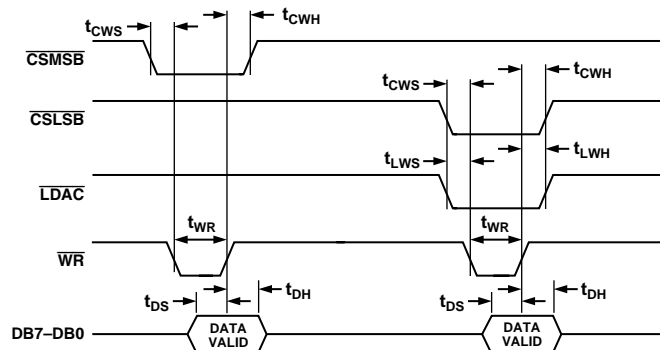 tCWS
tCWH
CSMSB
tCWS
tCWH
CSLSB
tLWS
tLWH
LDAC
tWR
tWR
WR
tDS
tDH
tDS
tDH
DB7–DB0
DATA
VALID
DATA
VALID